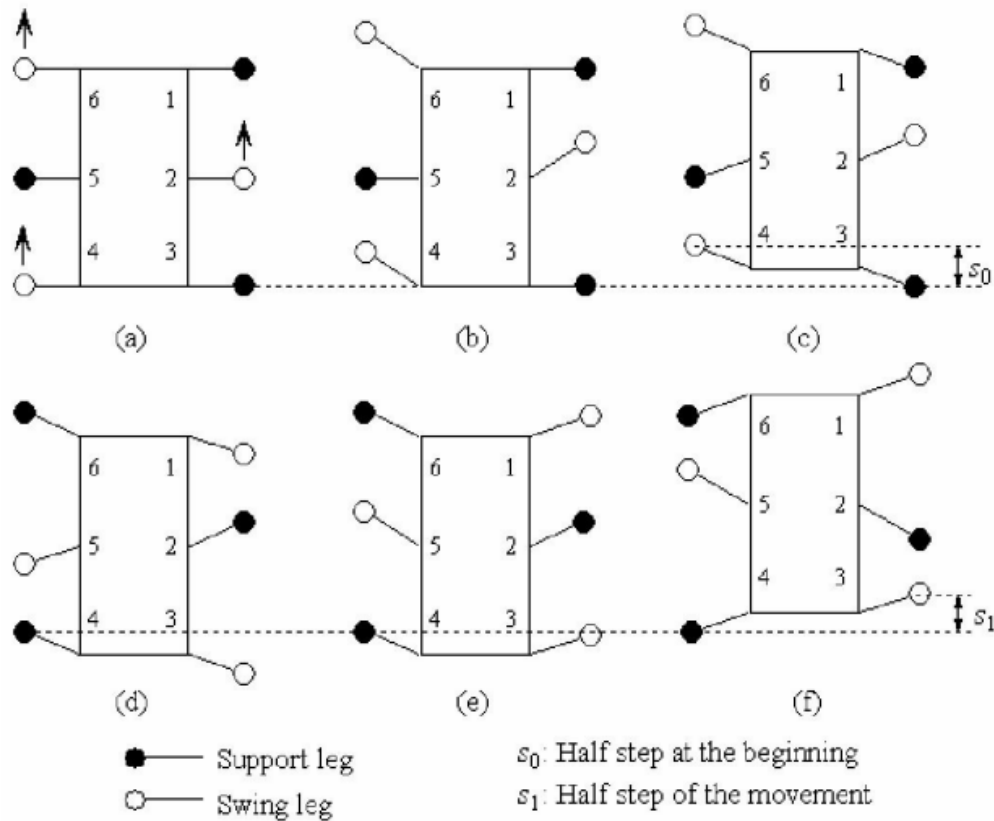 6 1
5 2
4 3
(a)
6 1
5 2
4 3
(b)
6 1
5 2
4 3
s0
(c)
6 1
5 2
4 3
(d)
6 1
5 2
4 3
(e)
6 1
5 2
4 3
s1
(f)
Support leg
Swing leg
s0: Half step at the beginning
s1: Half step of the movement